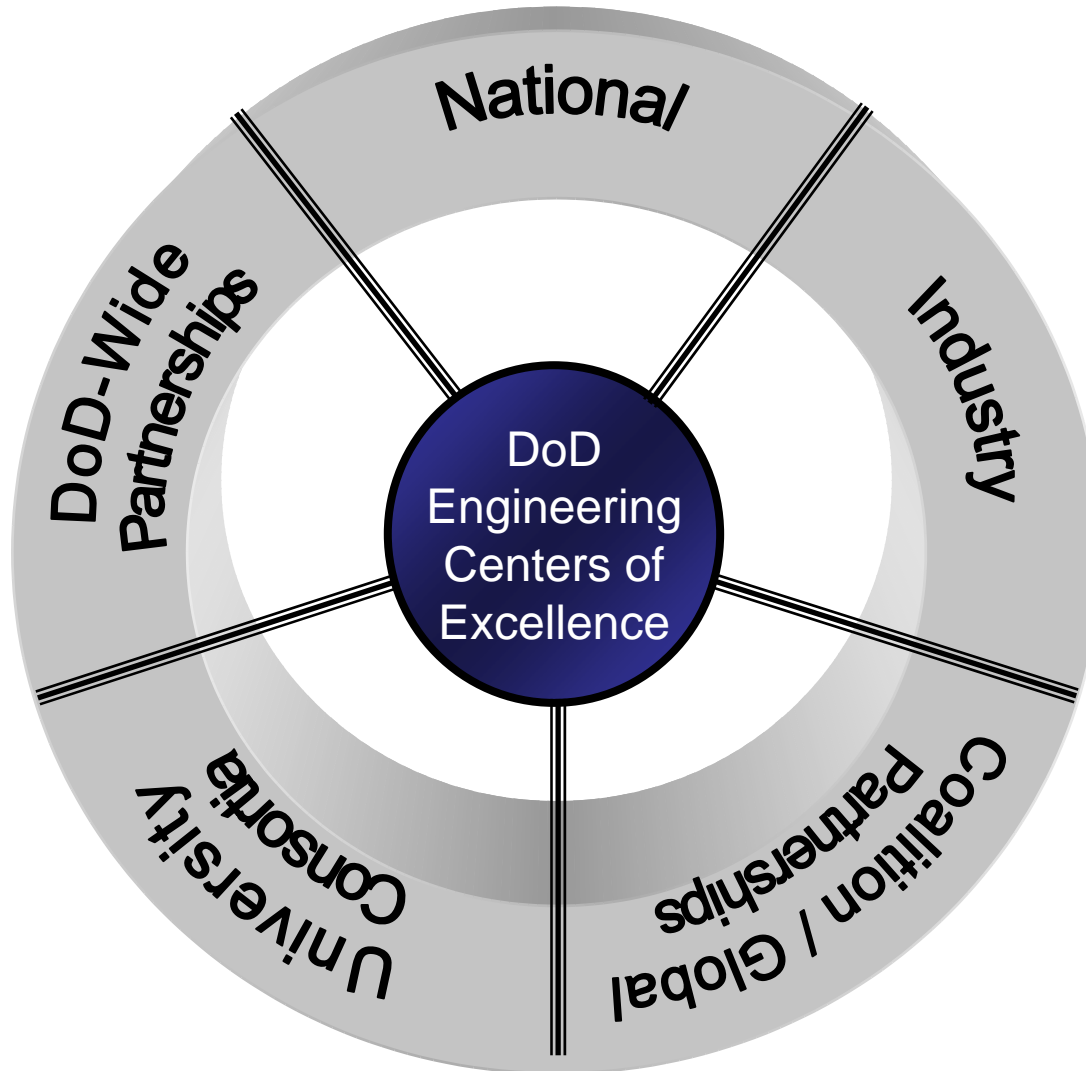 National
Industry
Coalition / Global
Partnerships
University
Consortia
DoD-Wide
Partnerships
DoD
Engineering
Centers of
Excellence